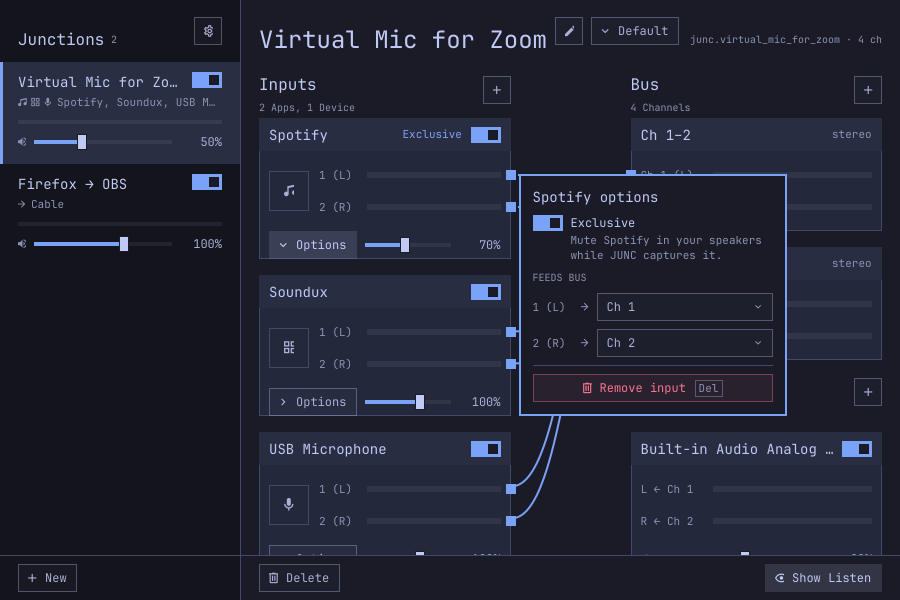 Junctions 2
Virtual Mic for Zo…
Spotify, Soundux, USB M…
50%
Firefox → OBS
→ Cable
100%
+ New
Virtual Mic for Zoom
Default
junc.virtual_mic_for_zoom · 4 ch
Inputs
2 Apps, 1 Device
+
Spotify
Exclusive
1 (L)
2 (R)
Options
70%
Soundux
1 (L)
2 (R)
Options
100%
USB Microphone
1 (L)
2 (R)
Spotify options
Exclusive
Mute Spotify in your speakers
while JUNC captures it.
FEEDS BUS
1 (L) → Ch 1
2 (R) → Ch 2
Remove input Del
Bus
4 Channels
+
Ch 1–2
stereo
stereo
+
Built-in Audio Analog …
L ← Ch 1
R ← Ch 2
Delete
Show Listen